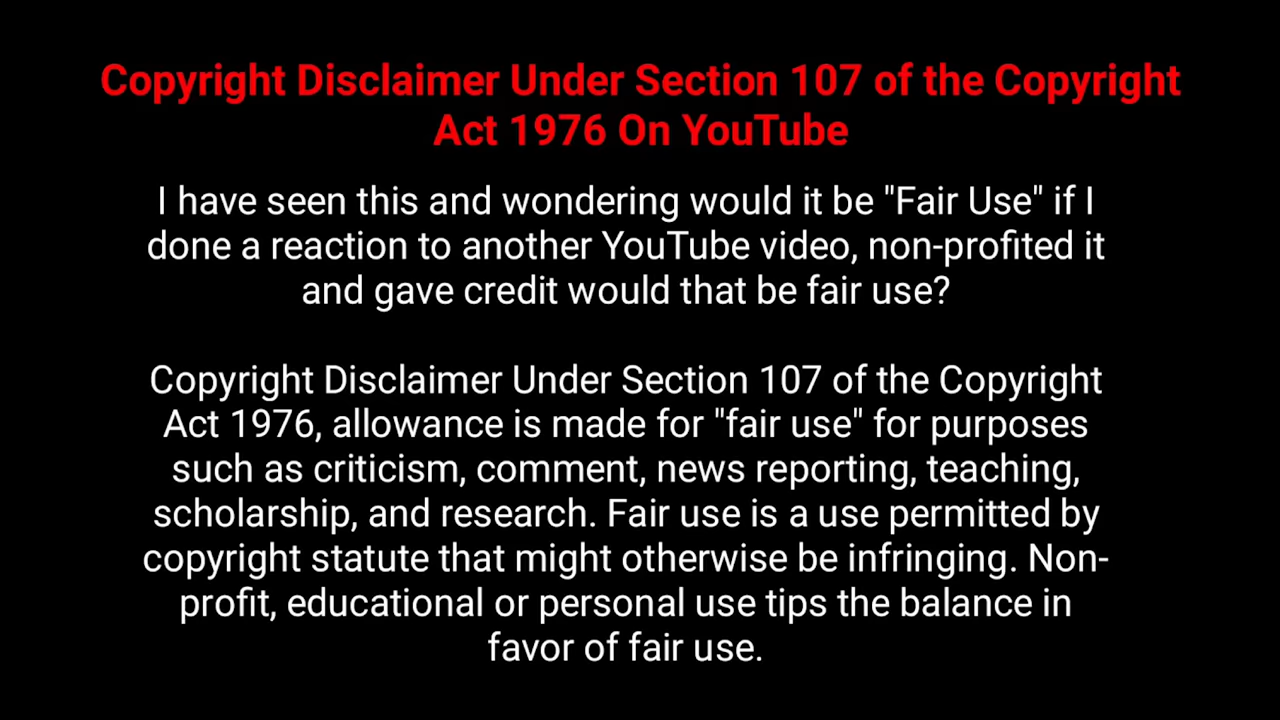 Copyright Disclaimer Under Section 107 of the Copyright
Act 1976 On YouTube
I have seen this and wondering would it be "Fair Use" if I
done a reaction to another YouTube video, non-profited it
and gave credit would that be fair use?
Copyright Disclaimer Under Section 107 of the Copyright
Act 1976, allowance is made for "fair use" for purposes
such as criticism, comment, news reporting, teaching,
scholarship, and research. Fair use is a use permitted by
copyright statute that might otherwise be infringing. Non-
profit, educational or personal use tips the balance in
favor of fair use.